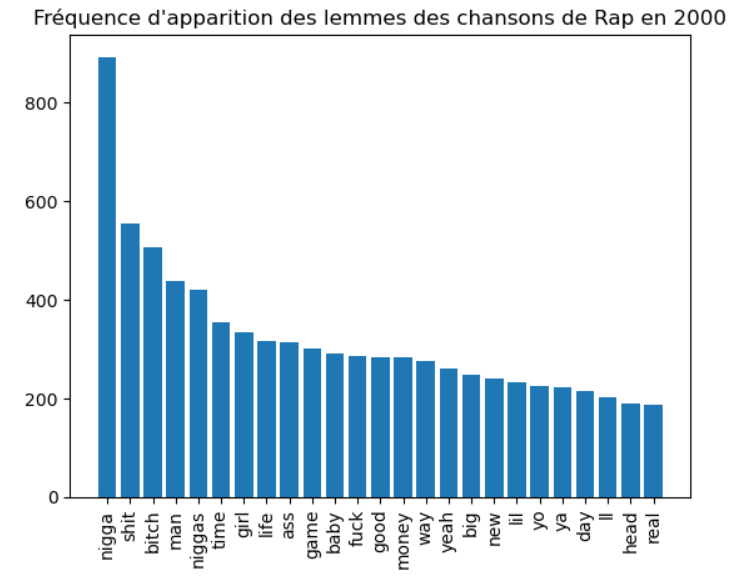 Fréquence d'apparition des lemmes des chansons de Rap en 2000
800
600
400
200
0
nigga
shit
bitch
man
niggas
time
girl
life
ass
game
baby
fuck
good
money
way
yeah
big
new
lil
yo
ya
day
ll
head
real